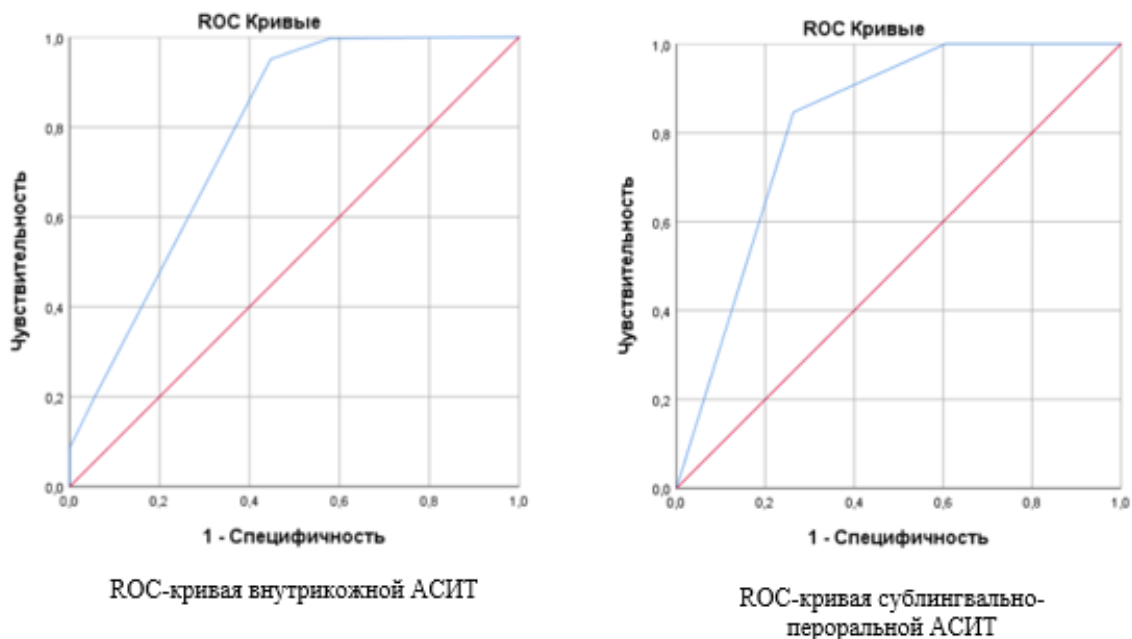 ROC Кривые
1,0
0,8
0,6
0,4
0,2
0,0
Чувствительность
0,0
0,2
0,4
0,6
0,8
1,0
1 - Специфичность
ROC-кривая внутрикожной АСИТ
ROC Кривые
1,0
0,8
0,6
0,4
0,2
0,0
Чувствительность
0,0
0,2
0,4
0,6
0,8
1,0
1 - Специфичность
ROC-кривая сублингвально-
пероральной АСИТ